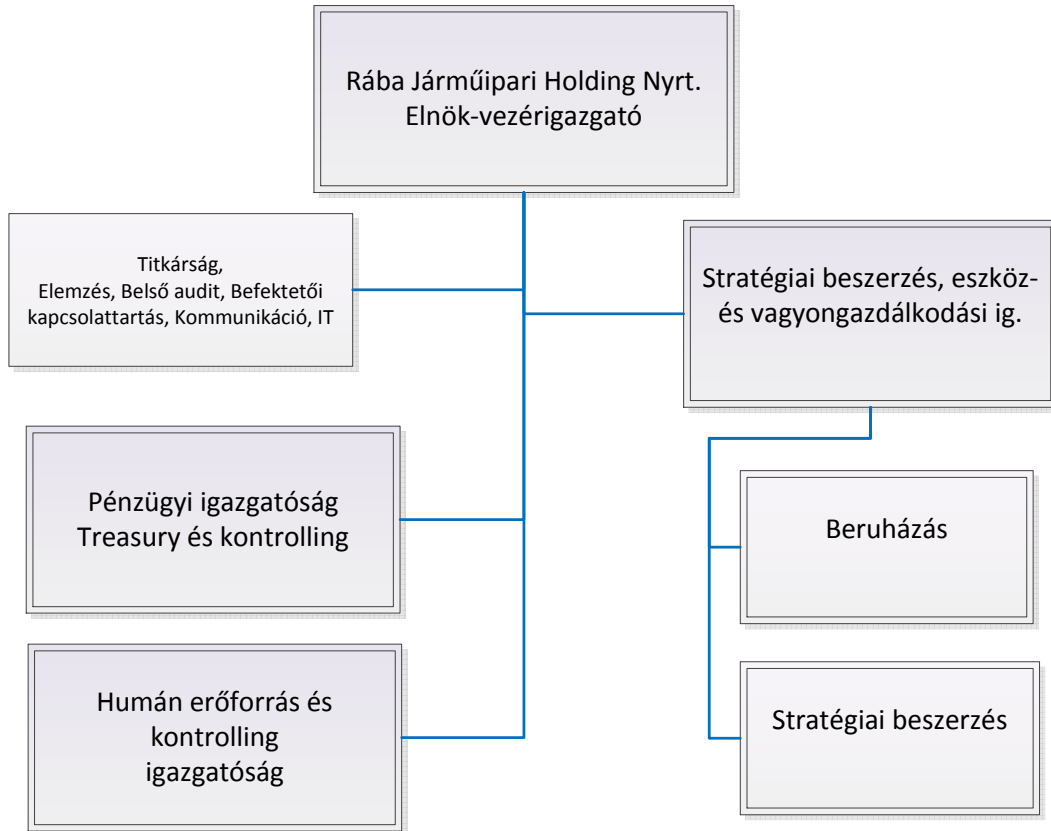 Rába Járműipari Holding Nyrt.
Elnök-vezérigazgató
Titkárság,
Elemzés, Belső audit, Befektetői
kapcsolattartás, Kommunikáció, IT
Stratégiai beszerzés, eszköz-
és vagyongazdálkodási ig.
Pénzügyi igazgatóság
Treasury és kontrolling
Beruházás
Humán erőforrás és
kontrolling
igazgatóság
Stratégiai beszerzés